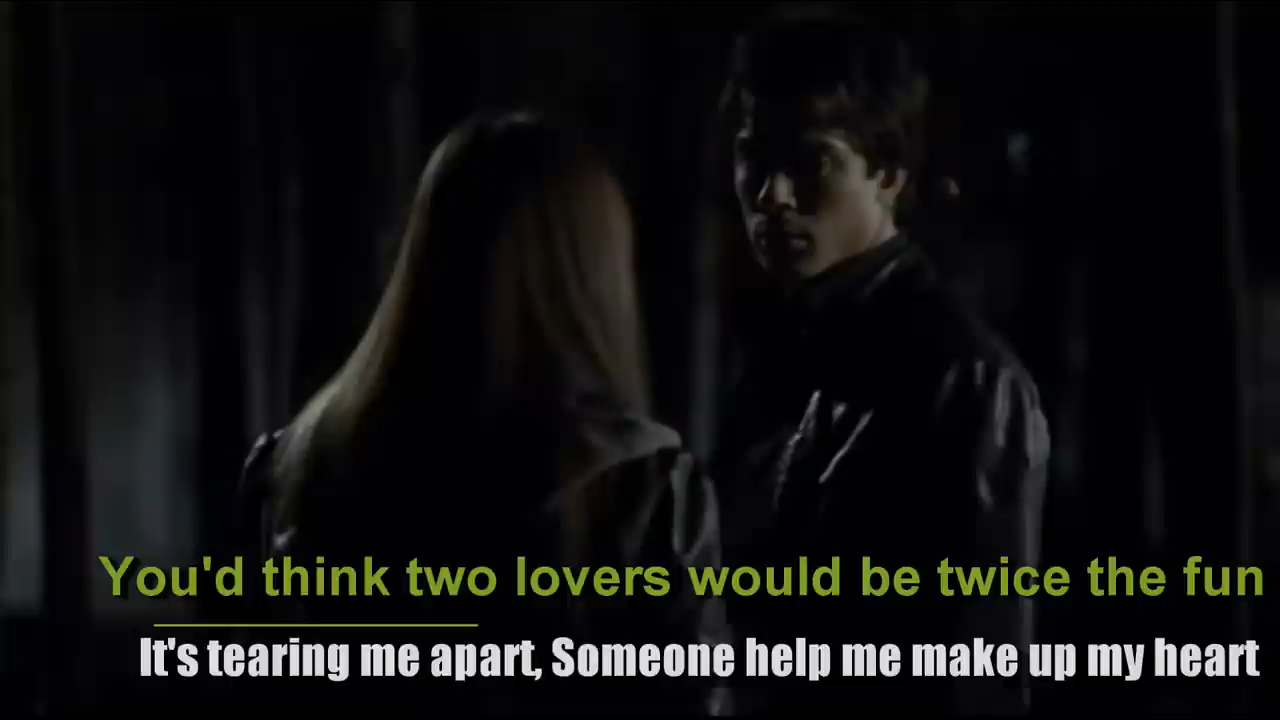 You'd think two lovers would be twice the fun
It's tearing me apart, Someone help me make up my heart